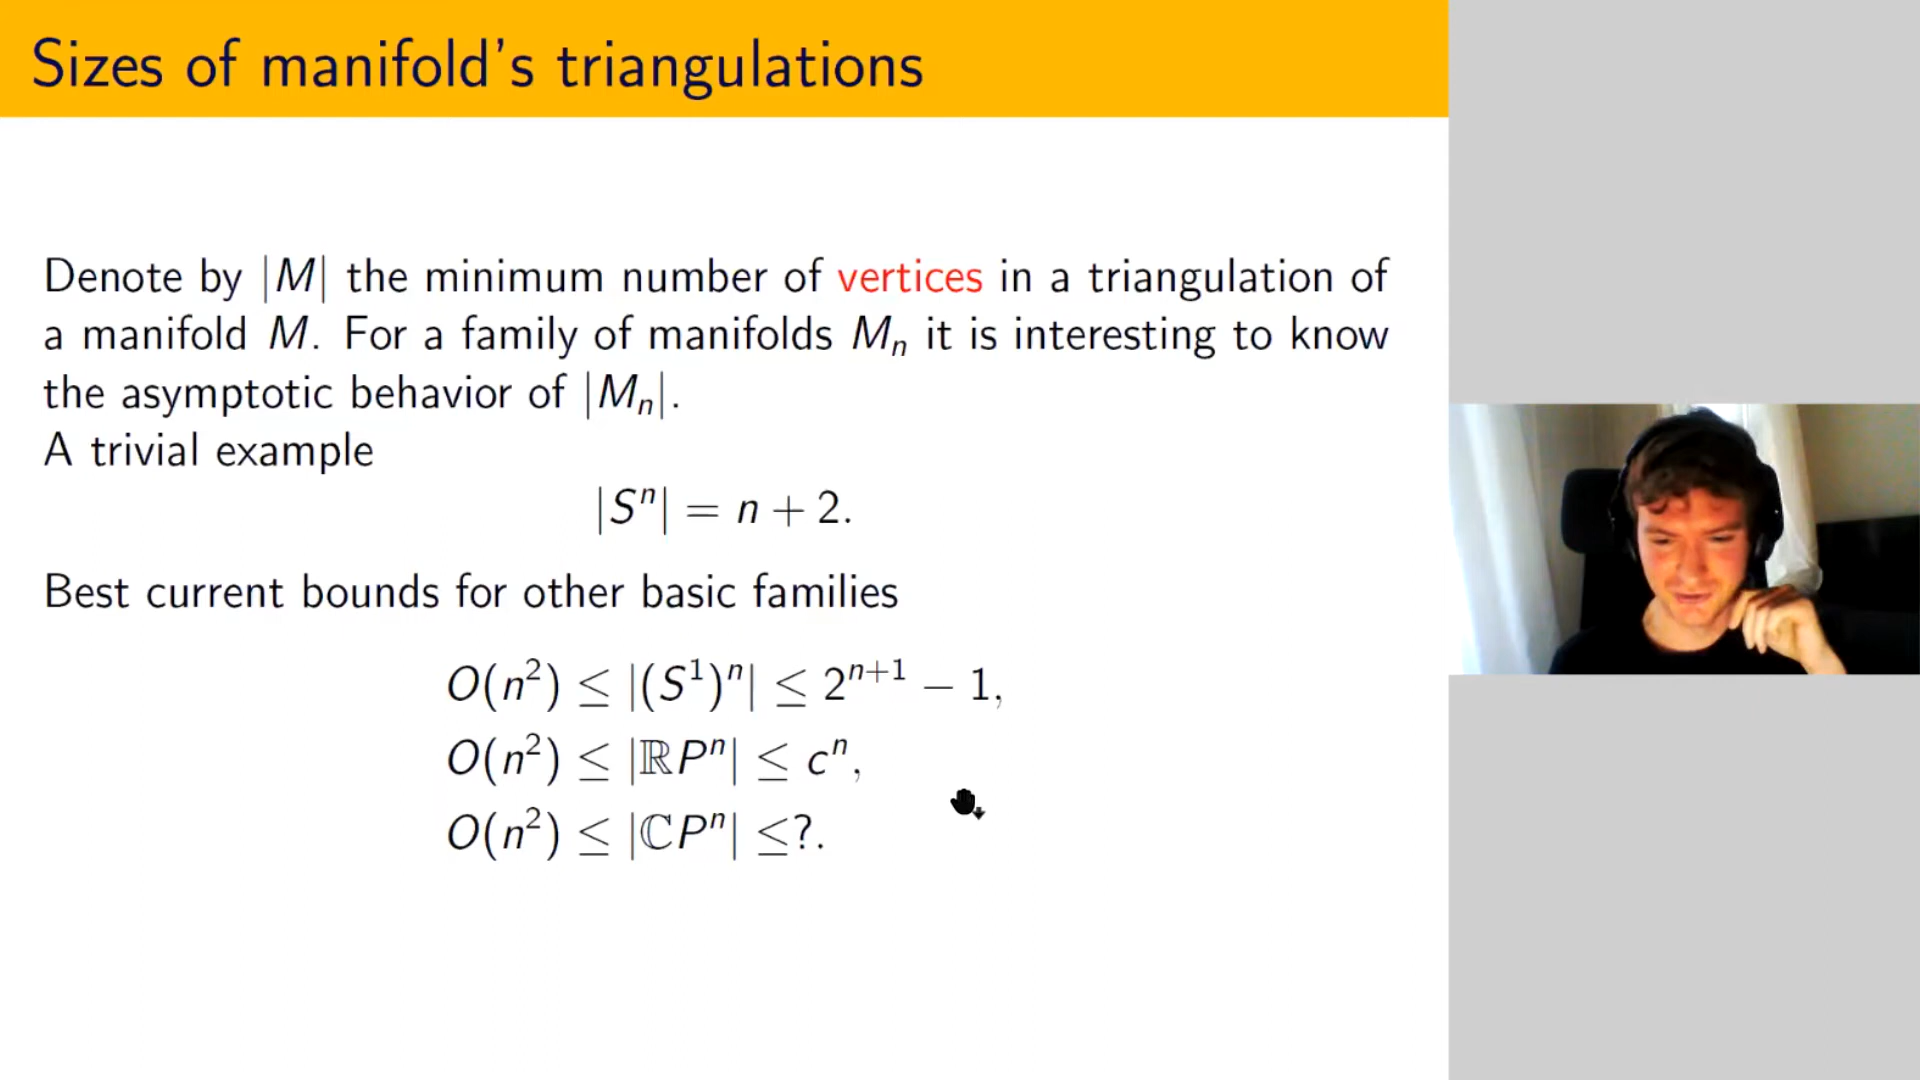 Sizes of manifold's triangulations
Denote by |M| the minimum number of vertices in a triangulation of
a manifold M. For a family of manifolds Mₙ it is interesting to know
the asymptotic behavior of |Mₙ|.
A trivial example
|Sⁿ| = n + 2.
Best current bounds for other basic families
O(n²) ≤ |(S¹)ⁿ| ≤ 2ⁿ⁺¹ − 1,
O(n²) ≤ |ℝPⁿ| ≤ cⁿ,
O(n²) ≤ |ℂPⁿ| ≤?.